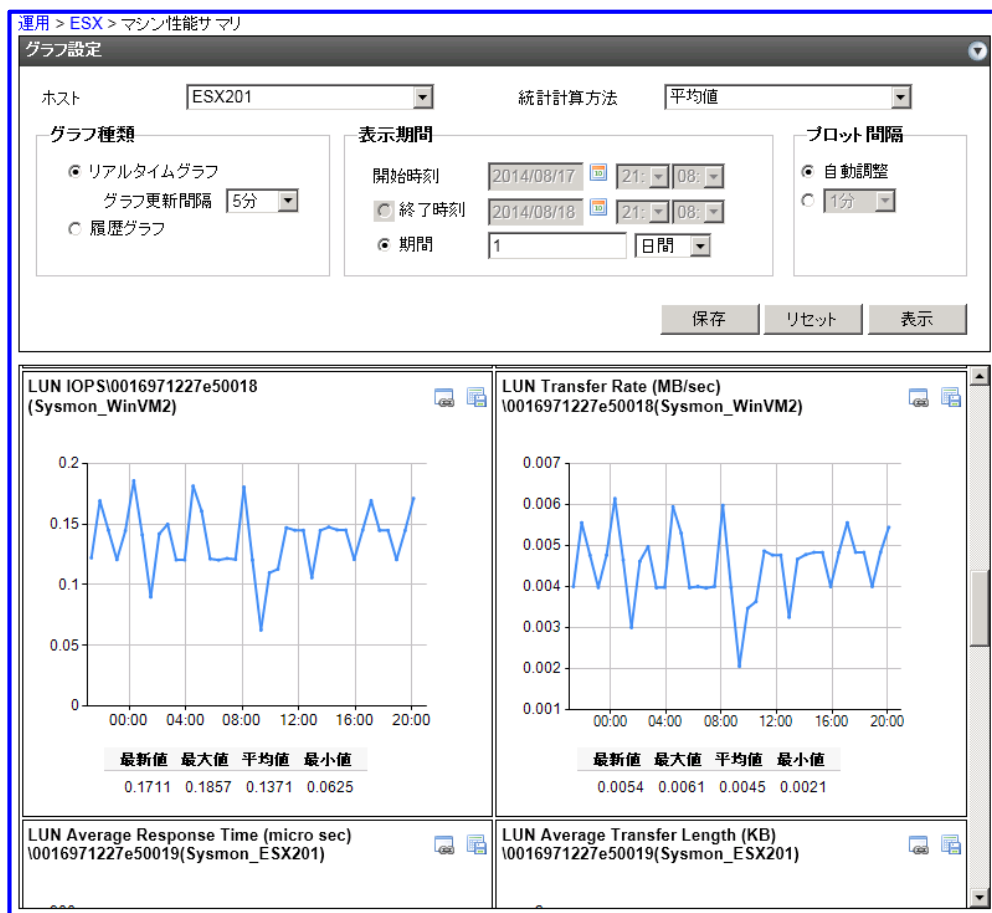 運用 > ESX > マシン性能サマリ
グラフ設定
ホスト ESX201 統計計算方法 平均値
グラフ種類 表示期間 プロット間隔
リアルタイムグラフ 開始時刻 2014/08/17 21: 08: 自動調整
グラフ更新間隔 5分 終了時刻 2014/08/18 21: 08: 1分
履歴グラフ 期間 1 日間
保存 リセット 表示
LUN IOPS\0016971227e50018
(Sysmon_WinVM2)
0.2
0.15
0.1
0.05
0
00:00 04:00 08:00 12:00 16:00 20:00
最新値 最大値 平均値 最小値
0.1711 0.1857 0.1371 0.0625
LUN Transfer Rate (MB/sec)
\0016971227e50018(Sysmon_WinVM2)
0.007
0.006
0.005
0.004
0.003
0.002
0.001
00:00 04:00 08:00 12:00 16:00 20:00
最新値 最大値 平均値 最小値
0.0054 0.0061 0.0045 0.0021
LUN Average Response Time (micro sec)
\0016971227e50019(Sysmon_ESX201)
LUN Average Transfer Length (KB)
\0016971227e50019(Sysmon_ESX201)